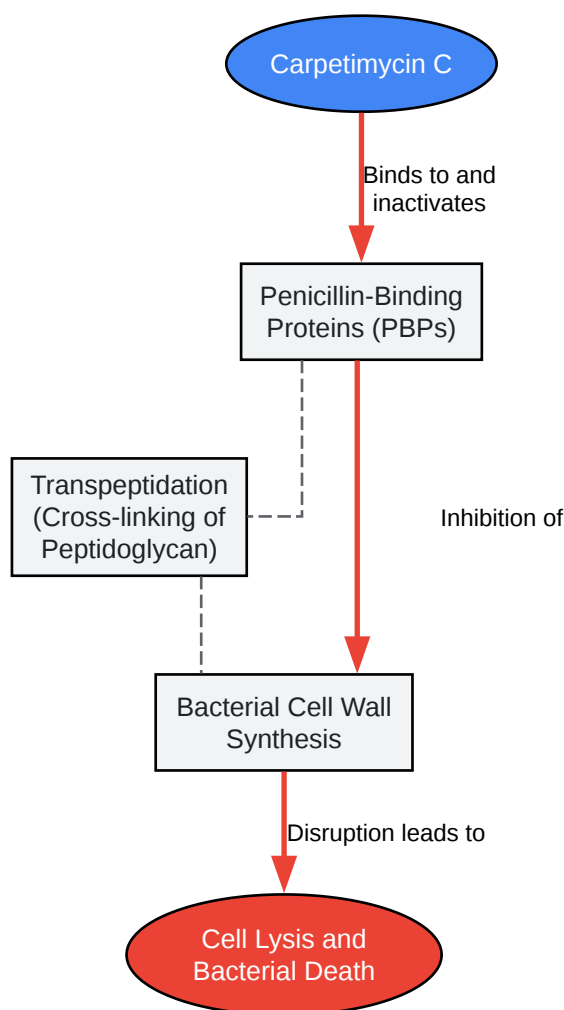 Carpetimycin C
Binds to and
inactivates
Penicillin-Binding
Proteins (PBPs)
Transpeptidation
(Cross-linking of
Peptidoglycan)
Inhibition of
Bacterial Cell Wall
Synthesis
Disruption leads to
Cell Lysis and
Bacterial Death